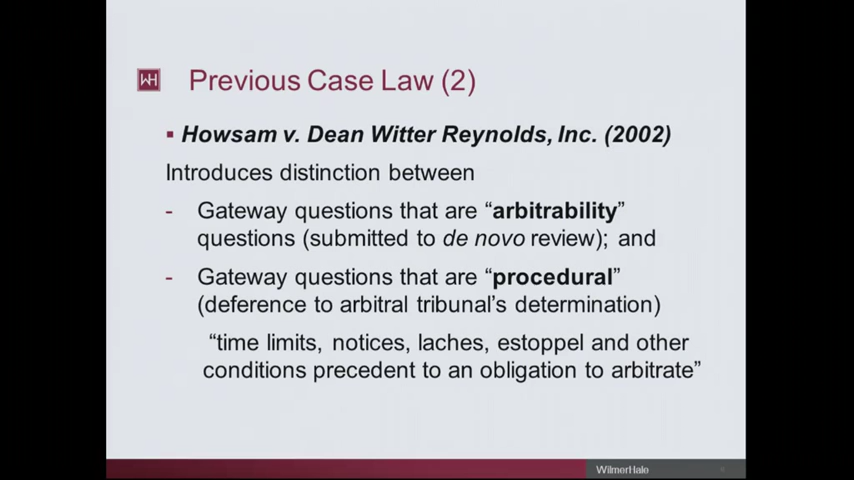 WH
Previous Case Law (2)
Howsam v. Dean Witter Reynolds, Inc. (2002)
Introduces distinction between
- Gateway questions that are “arbitrability”
questions (submitted to de novo review); and
- Gateway questions that are “procedural”
(deference to arbitral tribunal’s determination)
“time limits, notices, laches, estoppel and other
conditions precedent to an obligation to arbitrate”
WilmerHale